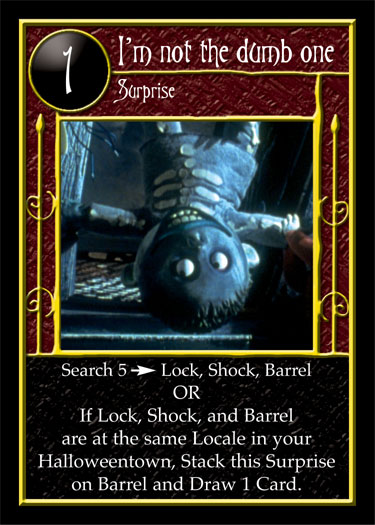 1
I'm not the dumb one
Surprise
Search 5 → Lock, Shock, Barrel
OR
If Lock, Shock, and Barrel
are at the same Locale in your
Halloweentown, Stack this Surprise
on Barrel and Draw 1 Card.